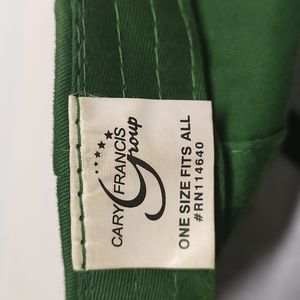 CARY FRANCIS
group
ONE SIZE FITS ALL
#RN114640